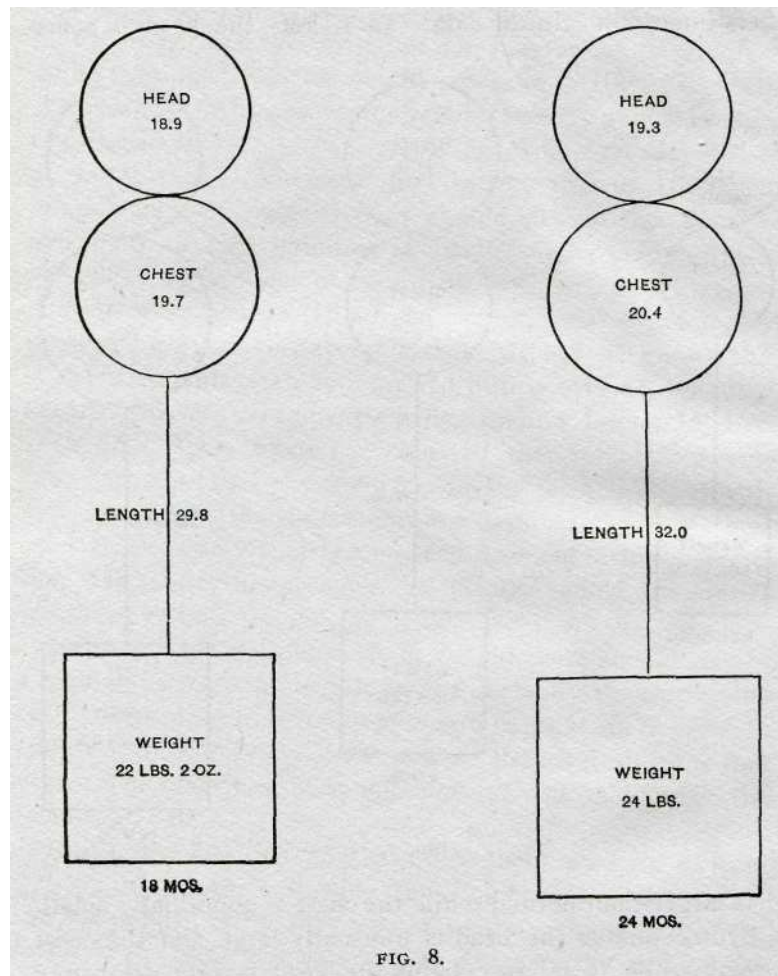 HEAD
18.9
CHEST
19.7
LENGTH 29.8
WEIGHT
22 LBS. 2 OZ.
18 MOS.
HEAD
19.3
CHEST
20.4
LENGTH 32.0
WEIGHT
24 LBS.
24 MOS.
FIG. 8.